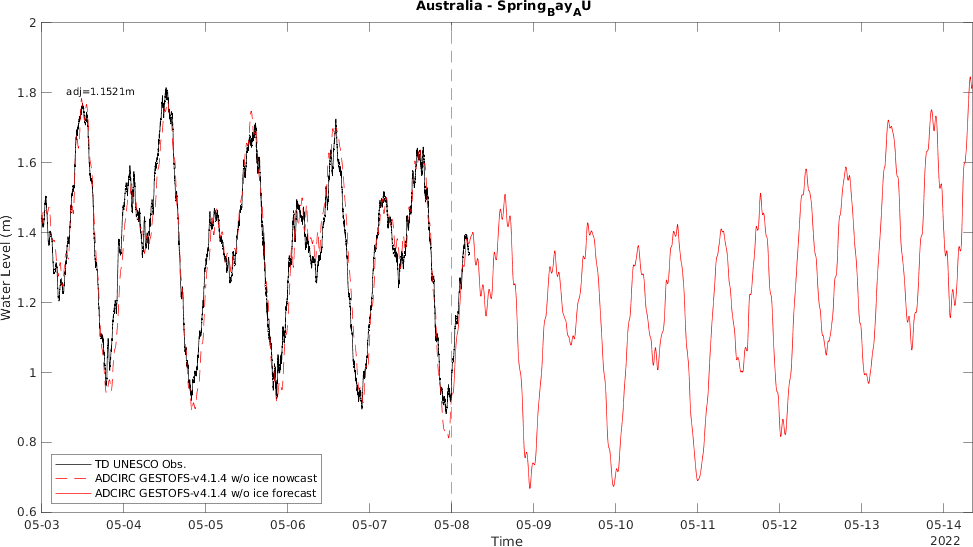 Australia - SpringBayAU
2
1.8
1.6
1.4
1.2
1
0.8
0.6
Water Level (m)
adj=1.1521m
TD UNESCO Obs.
ADCIRC GESTOFS-v4.1.4 w/o ice nowcast
ADCIRC GESTOFS-v4.1.4 w/o ice forecast
05-03 05-04 05-05 05-06 05-07 05-08 05-09 05-10 05-11 05-12 05-13 05-14
Time
2022